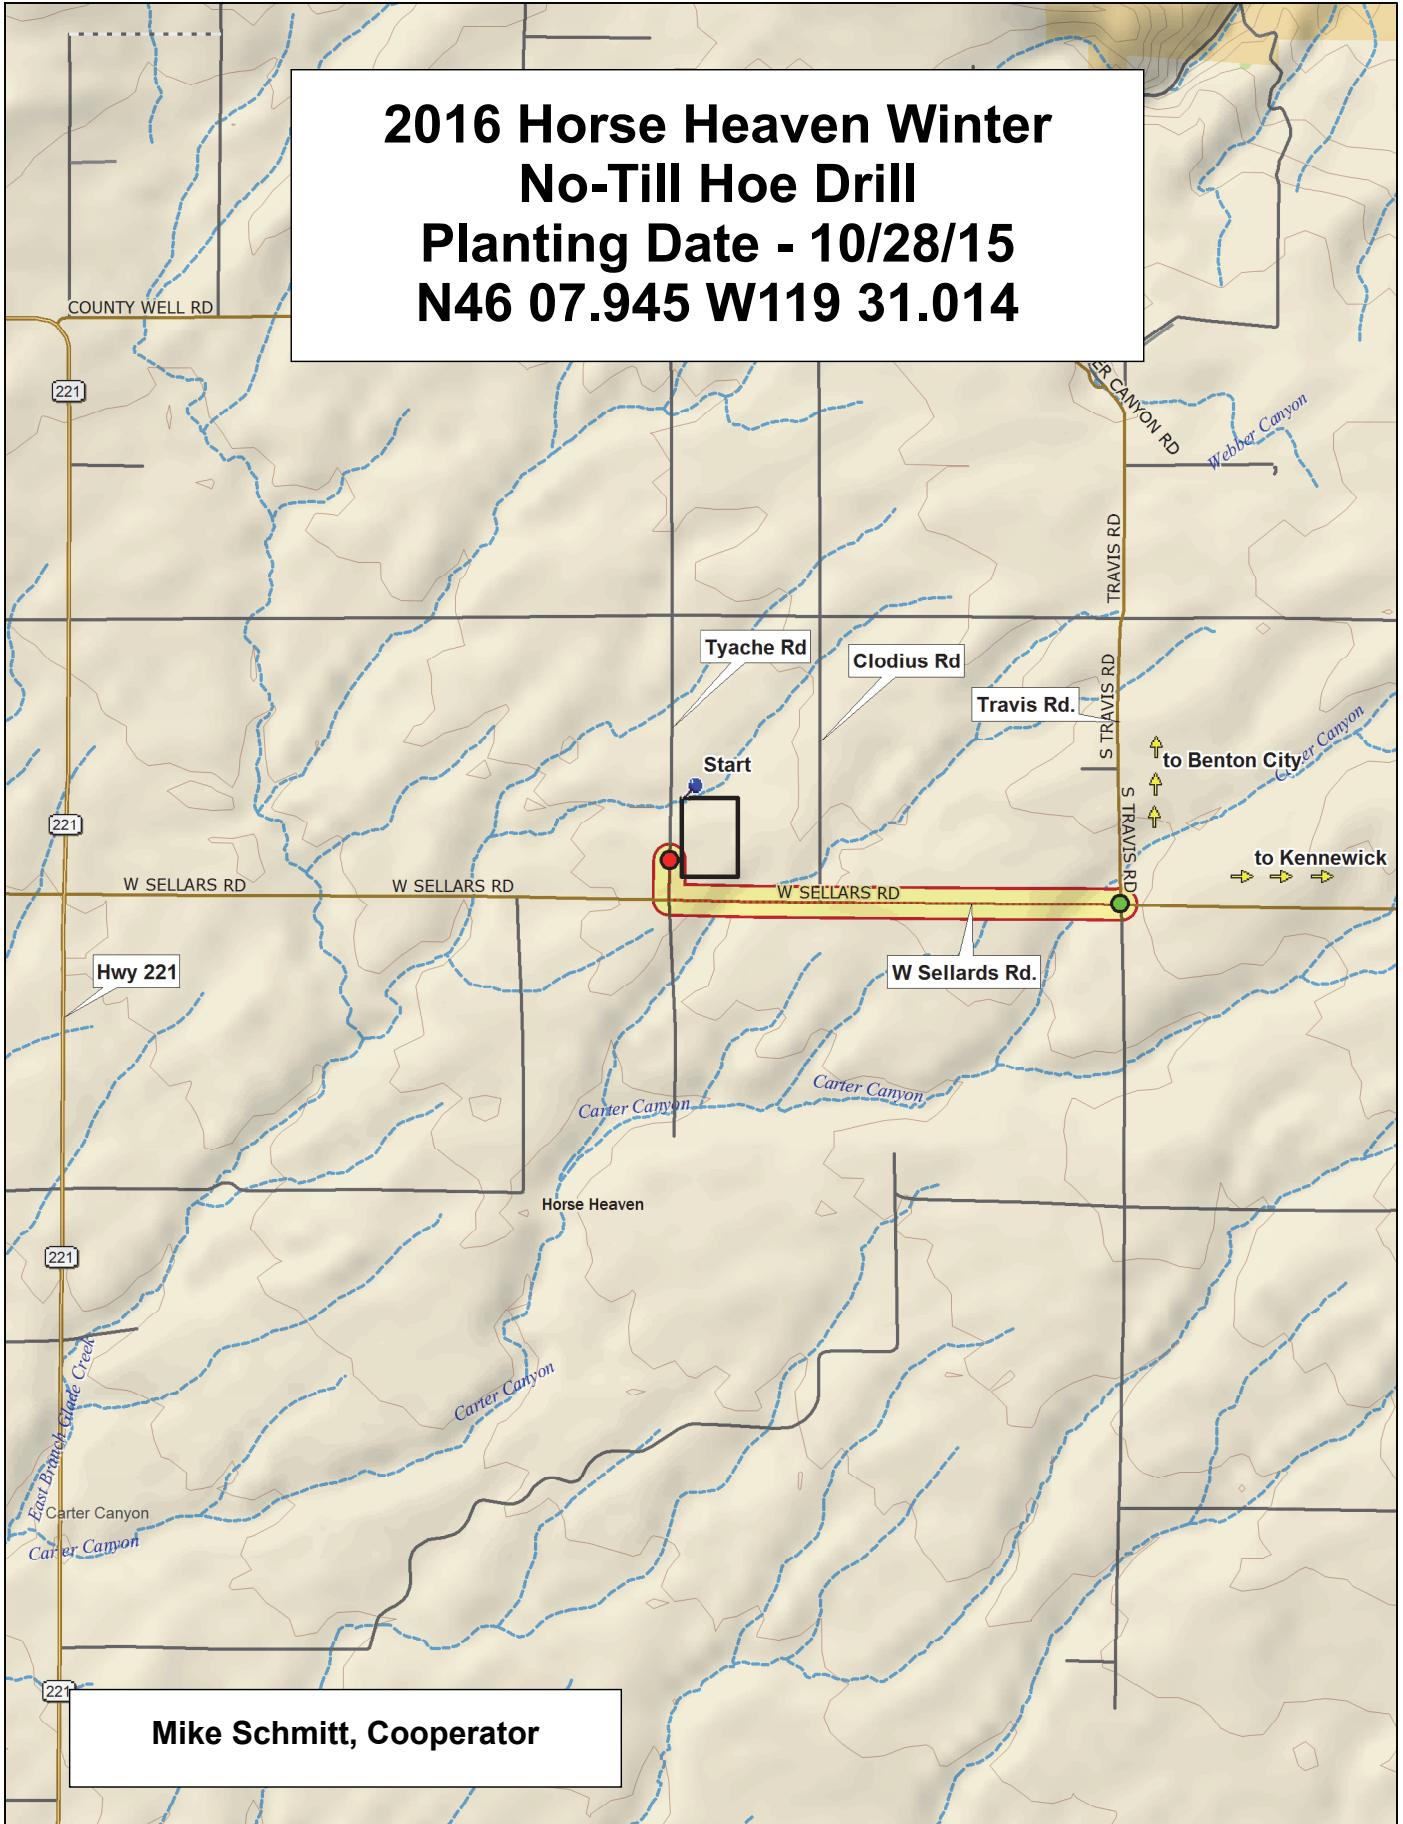 2016 Horse Heaven Winter
No-Till Hoe Drill
Planting Date - 10/28/15
N46 07.945 W119 31.014
COUNTY WELL RD
221
ER CANYON RD
Webber Canyon
TRAVIS RD
Tyache Rd
Clodius Rd
S TRAVIS RD
Travis Rd.
Start
to Benton City
er Canyon
S TRAVIS RD
221
to Kennewick
W SELLARS RD
W SELLARS RD
W SELLARS RD
Hwy 221
W Sellards Rd.
Carter Canyon
Carter Canyon
Horse Heaven
221
East Branch Glade Creek
Carter Canyon
Carter Canyon
Carter Canyon
221
Mike Schmitt, Cooperator